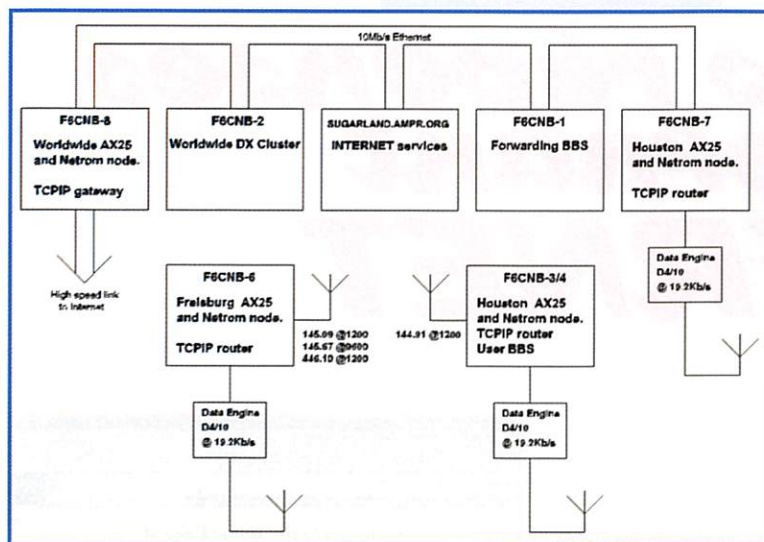 10Mb/s Ethernet
F6CNB-8
Worldwide AX25
and Netrom node.
TCPIP gateway
High speed link
to Internet
F6CNB-2
Worldwide DX Cluster
SUGARLAND.AMPR.ORG
INTERNET services
F6CNB-1
Forwarding BBS
F6CNB-7
Houston AX25
and Netrom node.
TCPIP router
Data Engine
D4/10
@ 19.2Kb/s
F6CNB-6
Freisburg AX25
and Netrom node.
TCPIP router
145.09 @1200
145.67 @9600
446.10 @1200
Data Engine
D4/10
@ 19.2Kb/s
F6CNB-3/4
Houston AX25
and Netrom node.
TCPIP router
User BBS
144.91 @1200
Data Engine
D4/10
@ 19.2Kb/s